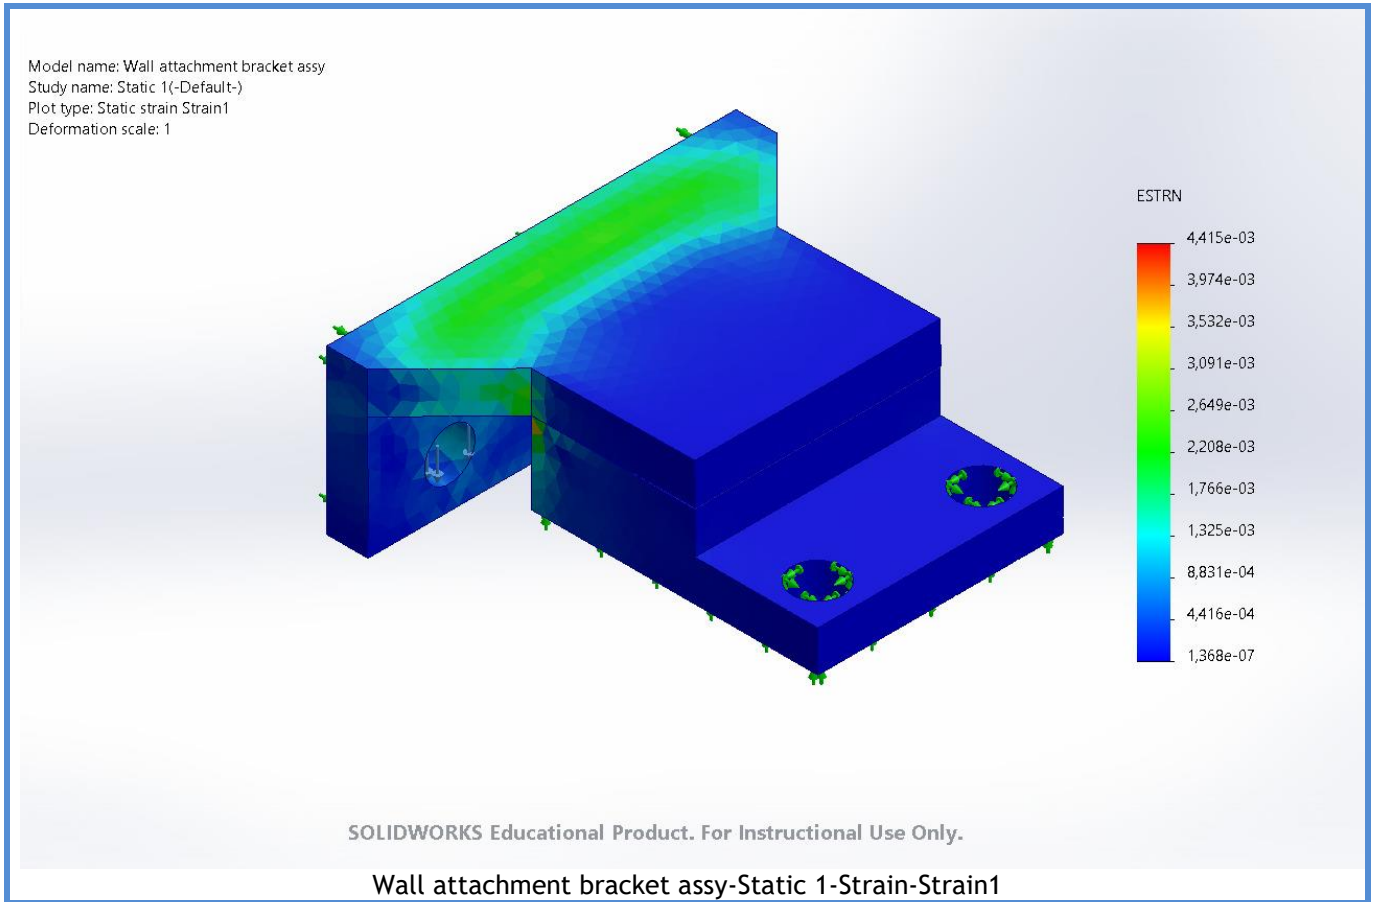 Model name: Wall attachment bracket assy
Study name: Static 1(-Default-)
Plot type: Static strain Strain1
Deformation scale: 1
ESTRN
4,415e-03
3,974e-03
3,532e-03
3,091e-03
2,649e-03
2,208e-03
1,766e-03
1,325e-03
8,831e-04
4,416e-04
1,368e-07
SOLIDWORKS Educational Product. For Instructional Use Only.
Wall attachment bracket assy-Static 1-Strain-Strain1